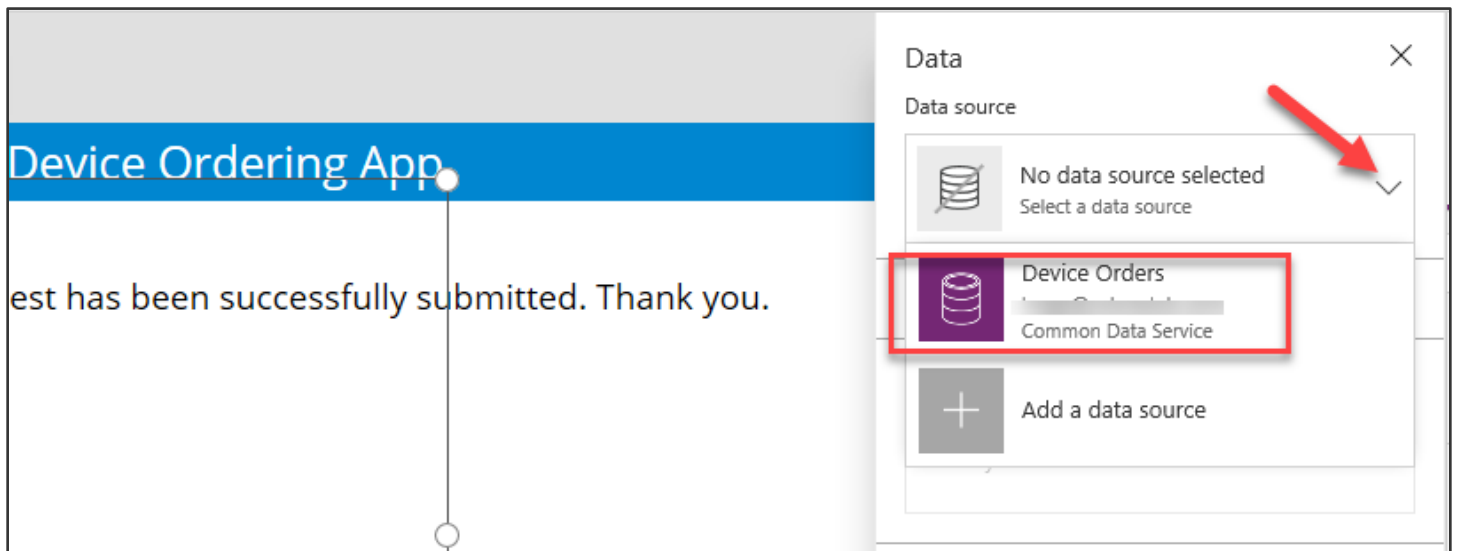 Device Ordering App
est has been successfully submitted. Thank you.
Data
Data source
No data source selected
Select a data source
Device Orders
Common Data Service
Add a data source